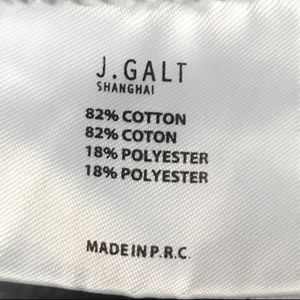 J.GALT
SHANGHAI
82% COTTON
82% COTON
18% POLYESTER
18% POLYESTER
MADE IN P.R.C.